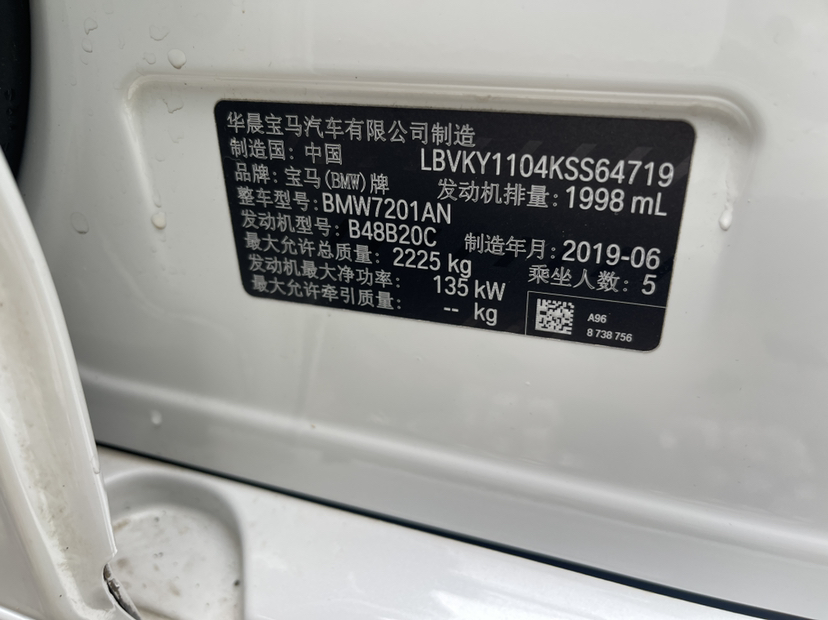 华晨宝马汽车有限公司制造
制造国：中国 LBVKY1104KSS64719
品牌：宝马(BMW)牌 发动机排量：1998 mL
整车型号：BMW7201AN
发动机型号：B48B20C 制造年月：2019-06
最大允许总质量：2225 kg 乘坐人数：5
发动机最大净功率：135 kW
最大允许牵引质量：-- kg
A96
8 738 756